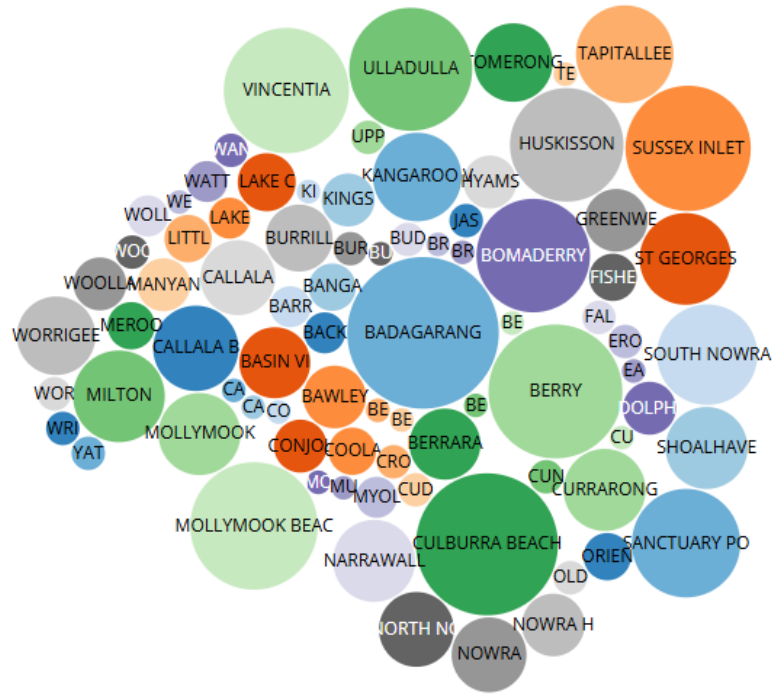 ULLADULLA
TOMERONG
TAPITALLEE
TE
VINCENTIA
UPP
HUSKISSON
SUSSEX INLET
WAN
KANGAROO V
HYAMS
WATT
LAKE C
KI
KINGS
WE
WOLL
LAKE
JAS
GREENWE
LITTL
BURRILL
BUR
BU
BUD
BR
BR
BOMADERRY
WOO
ST GEORGES
FISHE
WOOLLA
MANYAN
CALLALA
BANGA
BARR
FAL
MEROO
BACK
BADAGARANG
BE
WORRIGEE
CALLALA B
ERO
SOUTH NOWRA
BASIN VI
EA
WOR
MILTON
CA
CA
CO
BAWLEY
BE
BE
BE
BERRY
DOLPH
WRI
MOLLYMOOK
CU
YAT
CONJO
COOLA
BERRARA
SHOALHAVE
CRO
MO
MU
MYOL
CUD
CUN
CURRARONG
MOLLYMOOK BEAC
CULBURRA BEACH
SANCTUARY PO
NARRAWALL
ORIEN
OLD
NORTH NO
NOWRA H
NOWRA